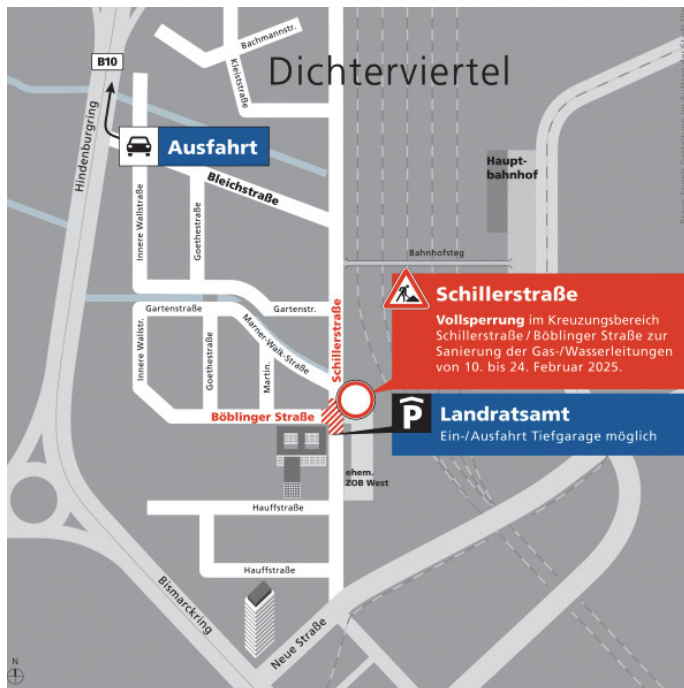 Bachmannstr.
Kleiststraße
B10
Dichterviertel
Hindenburgring
Ausfahrt
Haupt-
bahnhof
Bleichstraße
Innere Wallstraße
Goethestraße
Bahnhofsteg
Schillerstraße
Vollsperrung im Kreuzungsbereich
Schillerstraße/Böblinger Straße zur
Sanierung der Gas-/Wasserleitungen
von 10. bis 24. Februar 2025.
Gartenstraße
Gartenstr.
Schillerstraße
Marner-Walk-Straße
Innere Wallstr.
Goethestraße
Martin.
Böblinger Straße
P
Landratsamt
Ein-/Ausfahrt Tiefgarage möglich
ehem.
ZOB West
Hauffstraße
Hauffstraße
Bismarckring
Neue Straße
N